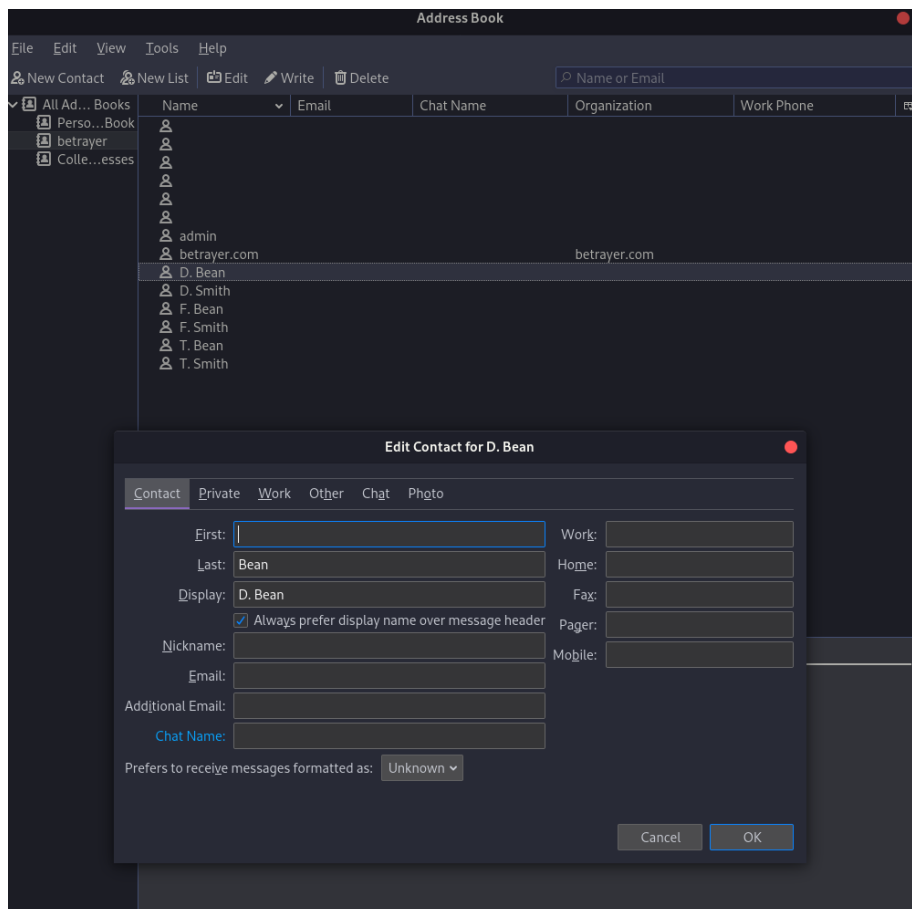 Address Book
File Edit View Tools Help
New Contact New List Edit Write Delete Name or Email
All Ad... Books
Perso...Book
betrayer
Colle...esses
Name Email Chat Name Organization Work Phone
admin
betrayer.com betrayer.com
D. Bean
D. Smith
F. Bean
F. Smith
T. Bean
T. Smith
Edit Contact for D. Bean
Contact Private Work Other Chat Photo
First: Work:
Last: Bean Home:
Display: D. Bean Fax:
Always prefer display name over message header Pager:
Nickname: Mobile:
Email:
Additional Email:
Chat Name:
Prefers to receive messages formatted as: Unknown
Cancel OK